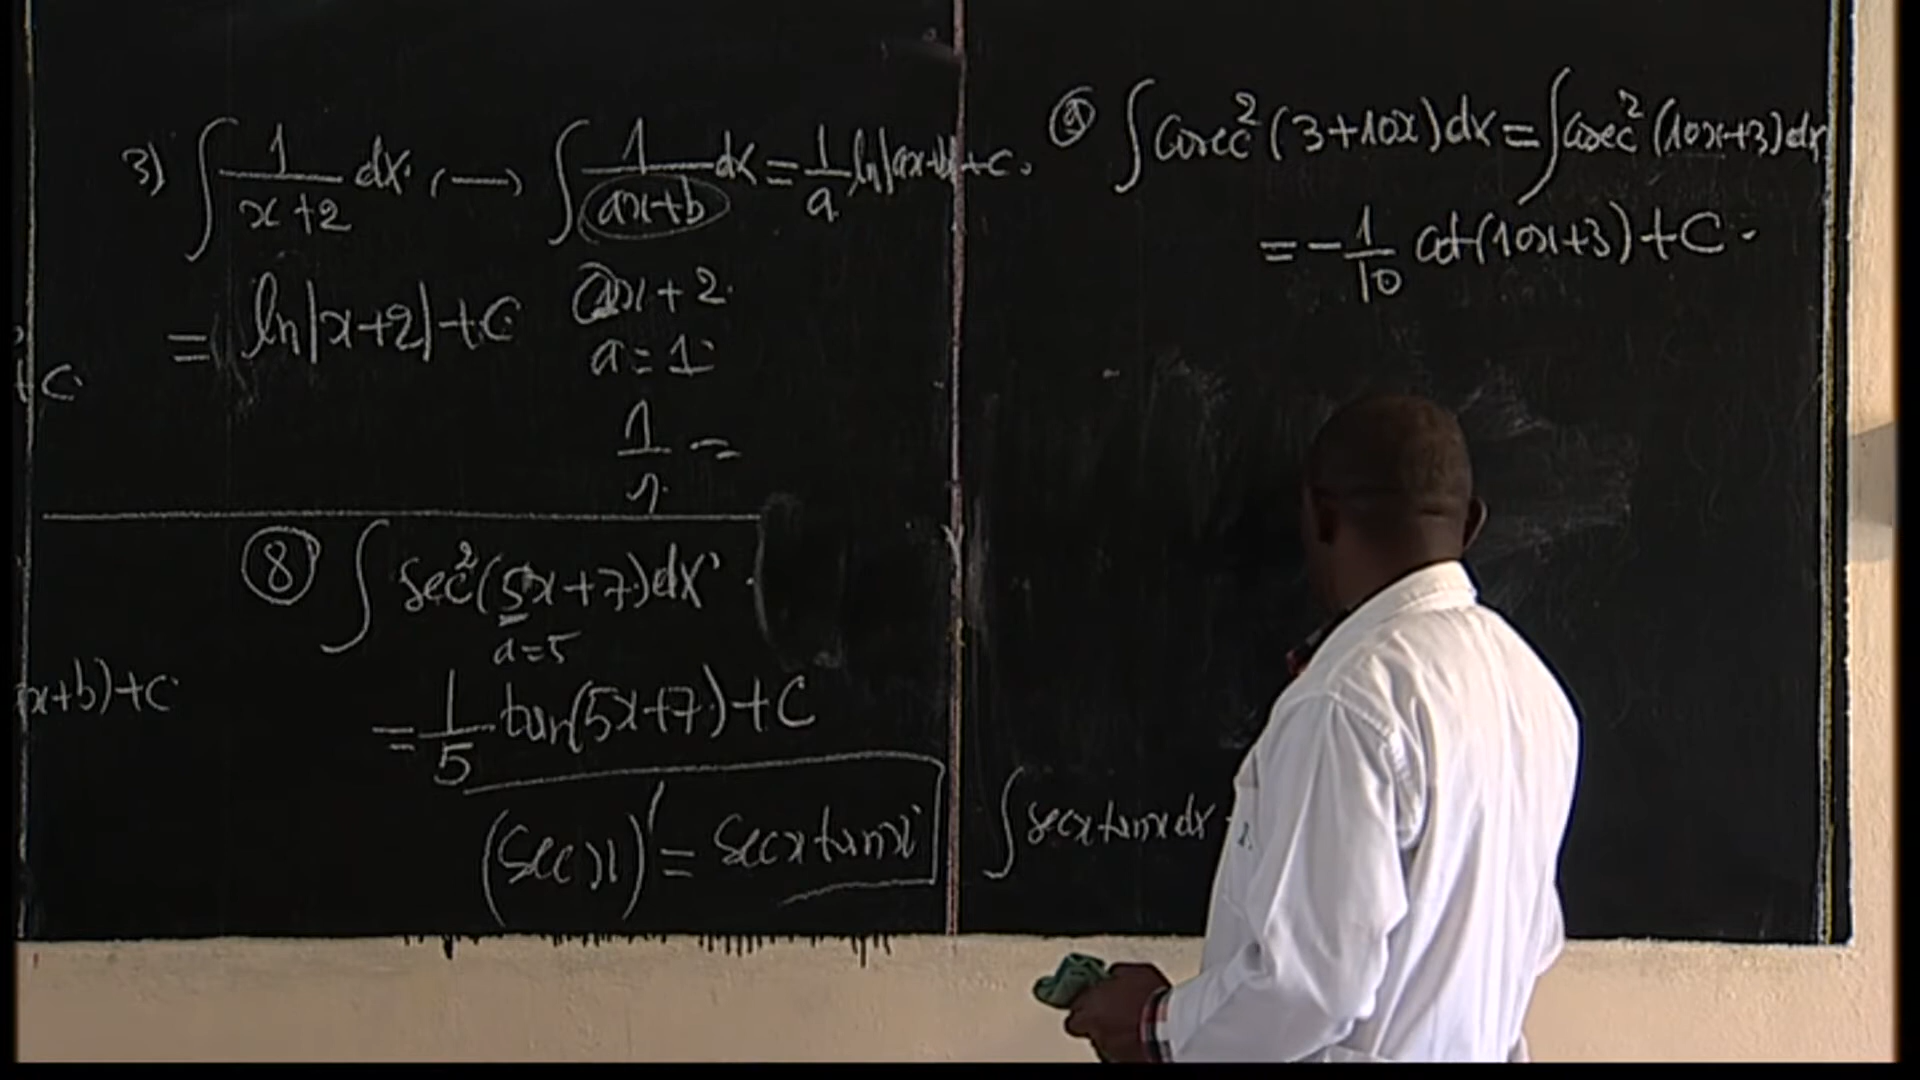 3) ∫ 1/(x+2) dx. (—) ∫ 1/(ax+b) dx = 1/a ln|ax+b| + c.
= ln|x+2| + C
ax + 2.
a = 1
1/1 =
+ C
⑧ ∫ sec²(5x+7) dx
a = 5
= 1/5 tan(5x+7) + C
x+b) + C
(sec x)' = sec x tan x
⑨ ∫ cosec²(3+10x) dx = ∫ cosec²(10x+3) dx
= - 1/10 cot(10x+3) + C.
∫ sec x tan x dx